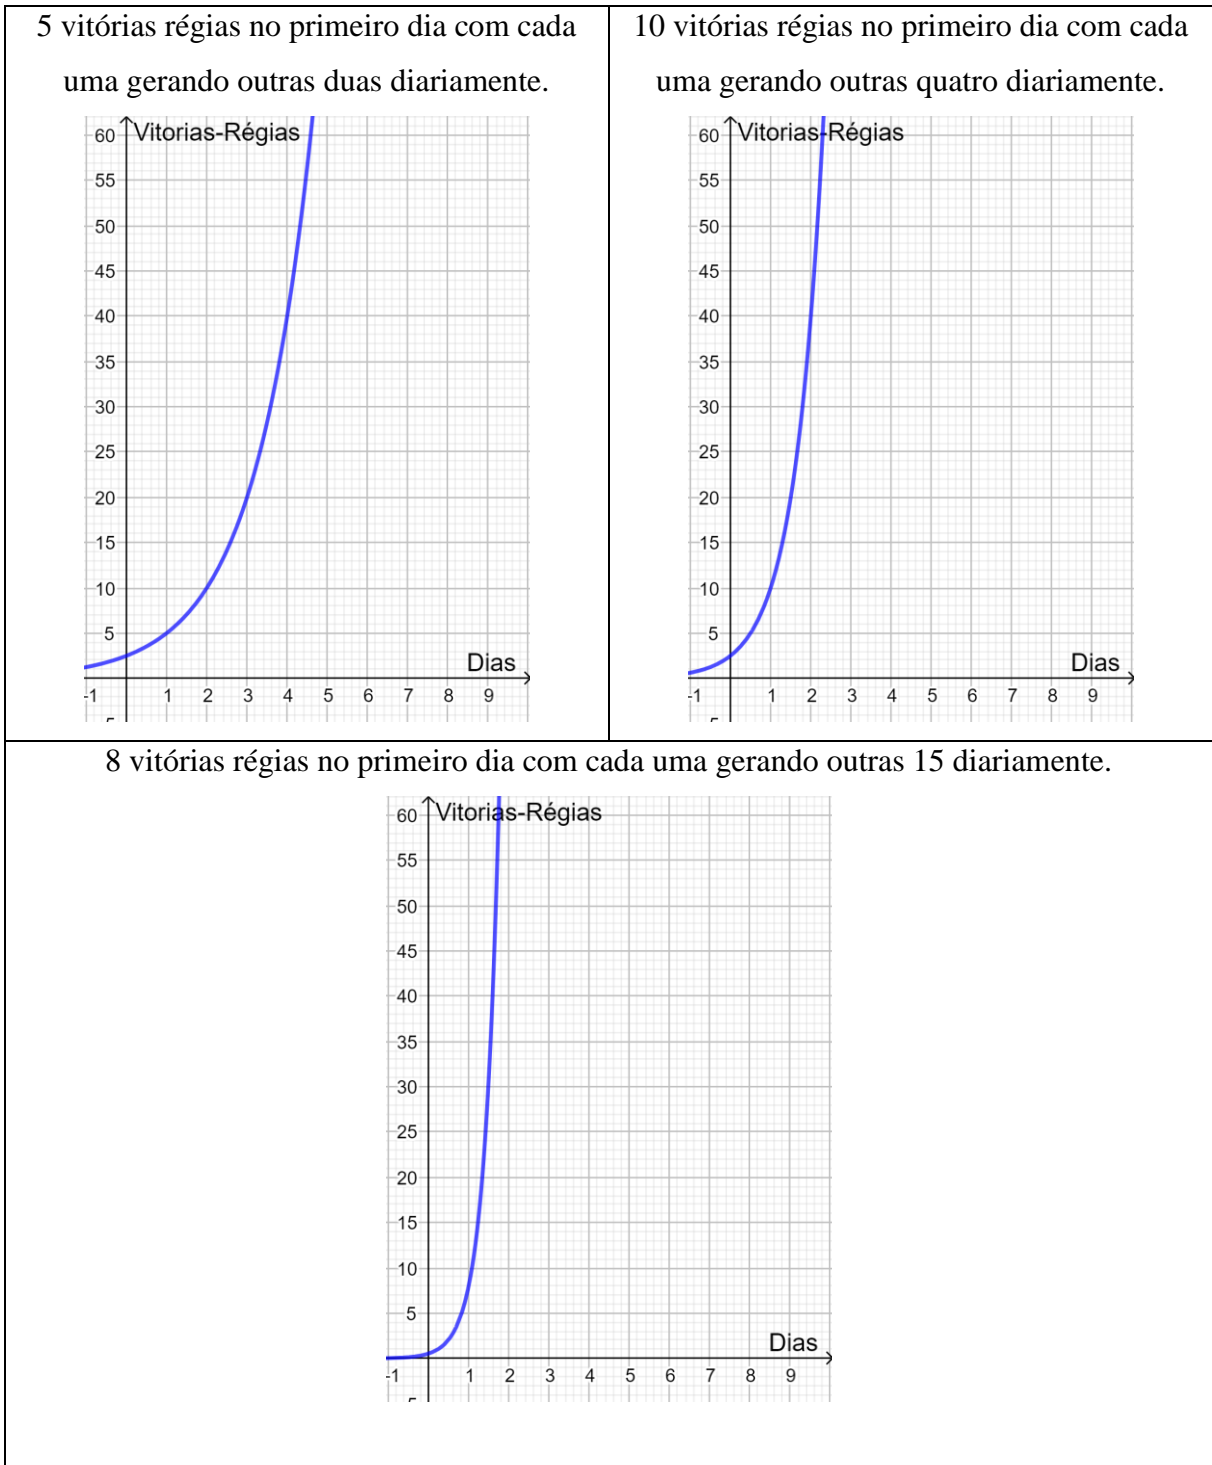 5 vitórias régias no primeiro dia com cada
uma gerando outras duas diariamente.
60 Vitorias-Régias
55
50
45
40
35
30
25
20
15
10
5
Dias
-1 1 2 3 4 5 6 7 8 9
10 vitórias régias no primeiro dia com cada
uma gerando outras quatro diariamente.
60 Vitorias-Régias
55
50
45
40
35
30
25
20
15
10
5
Dias
-1 1 2 3 4 5 6 7 8 9
8 vitórias régias no primeiro dia com cada uma gerando outras 15 diariamente.
60 Vitorias-Régias
55
50
45
40
35
30
25
20
15
10
5
Dias
-1 1 2 3 4 5 6 7 8 9